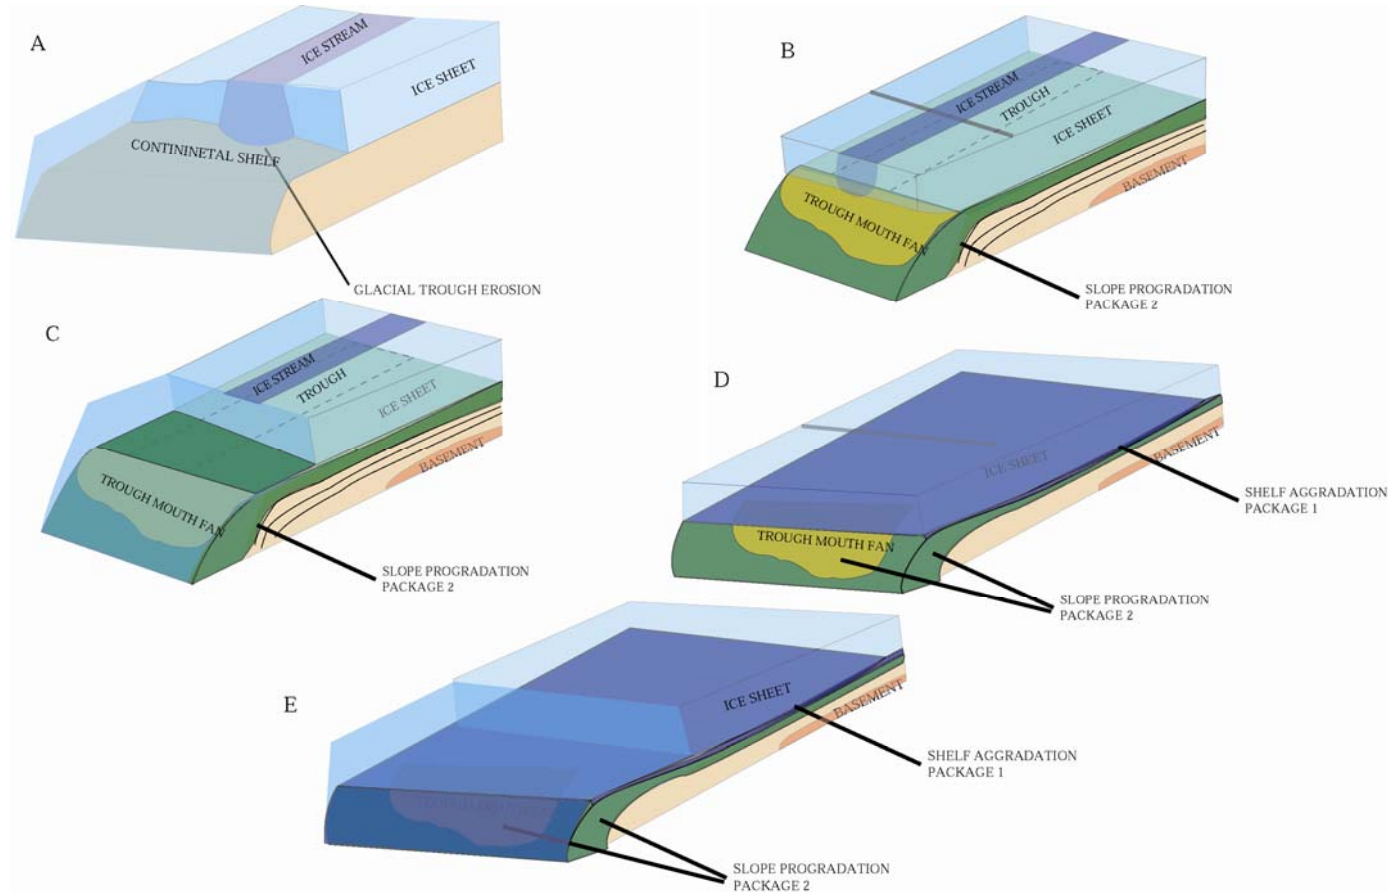 A
ICE STREAM
ICE SHEET
CONTININETAL SHELF
GLACIAL TROUGH EROSION
B
ICE STREAM
TROUGH
ICE SHEET
BASEMENT
TROUGH MOUTH FAN
SLOPE PROGRADATION
PACKAGE 2
C
ICE STREAM
TROUGH
ICE SHEET
BASEMENT
TROUGH MOUTH FAN
SLOPE PROGRADATION
PACKAGE 2
D
ICE SHEET
BASEMENT
SHELF AGGRADATION
PACKAGE 1
TROUGH MOUTH FAN
SLOPE PROGRADATION
PACKAGE 2
E
ICE SHEET
BASEMENT
SHELF AGGRADATION
PACKAGE 1
SLOPE PROGRADATION
PACKAGE 2